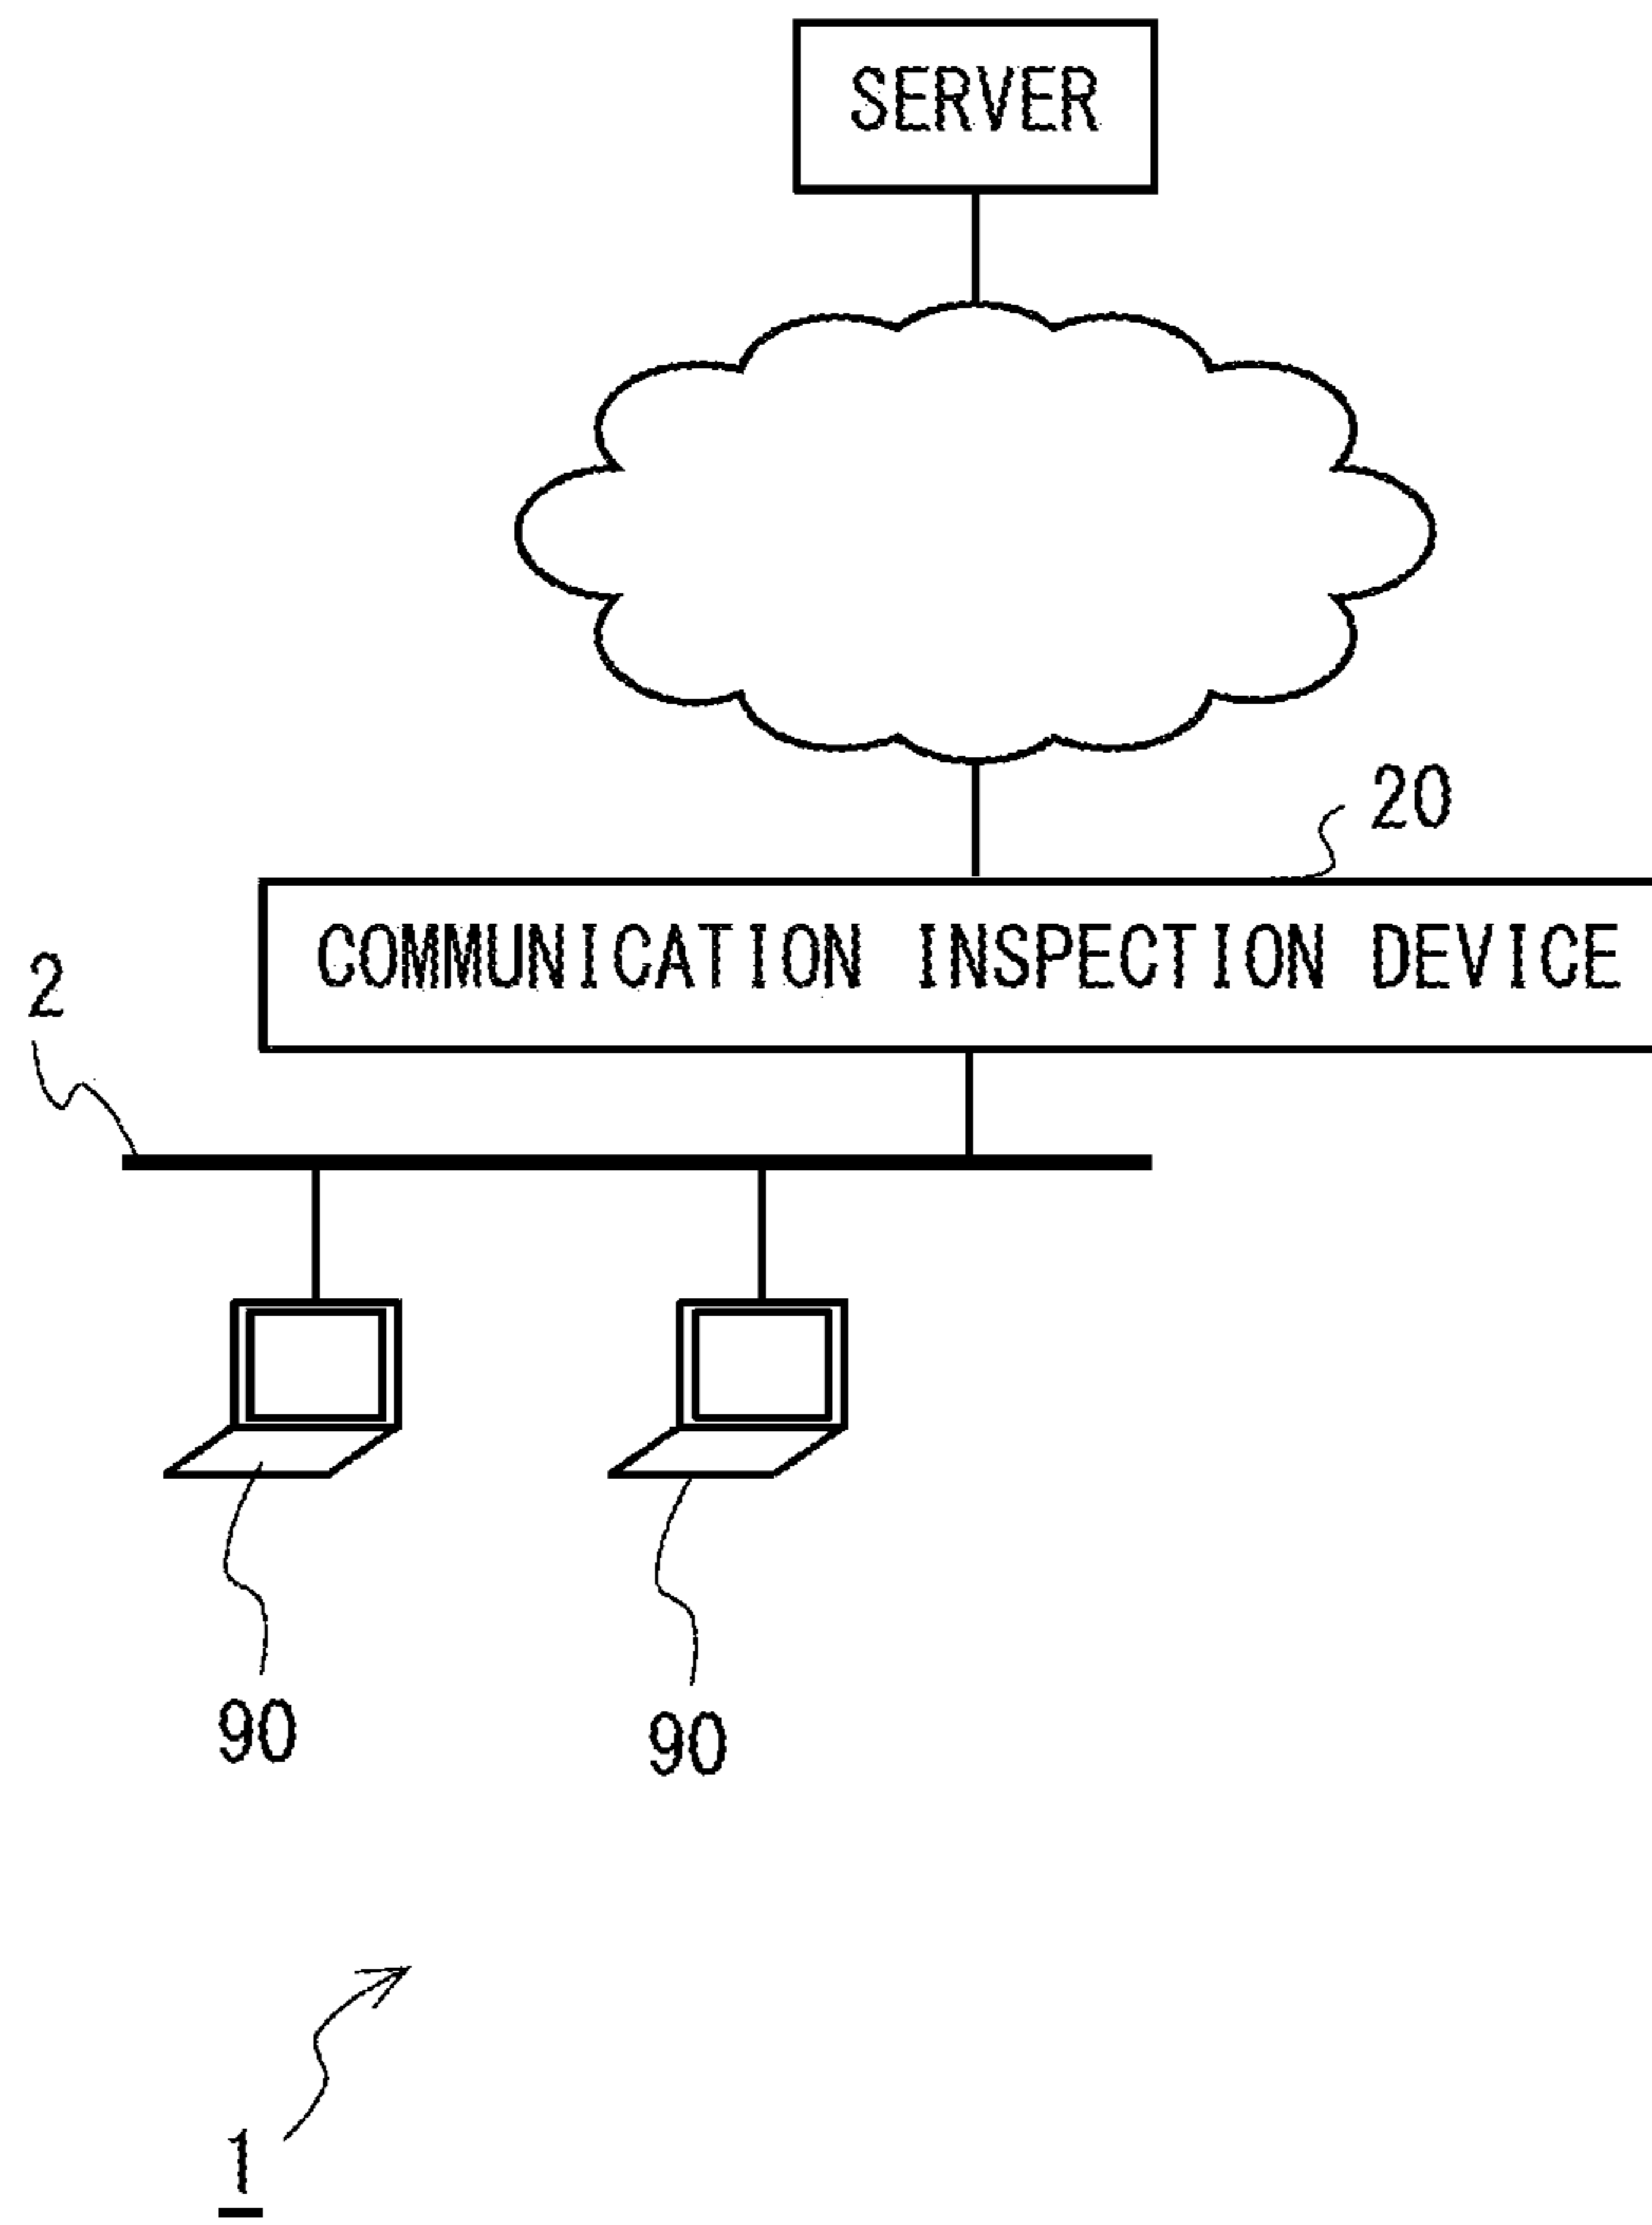 SERVER
20
COMMUNICATION INSPECTION DEVICE
2
90
90
1